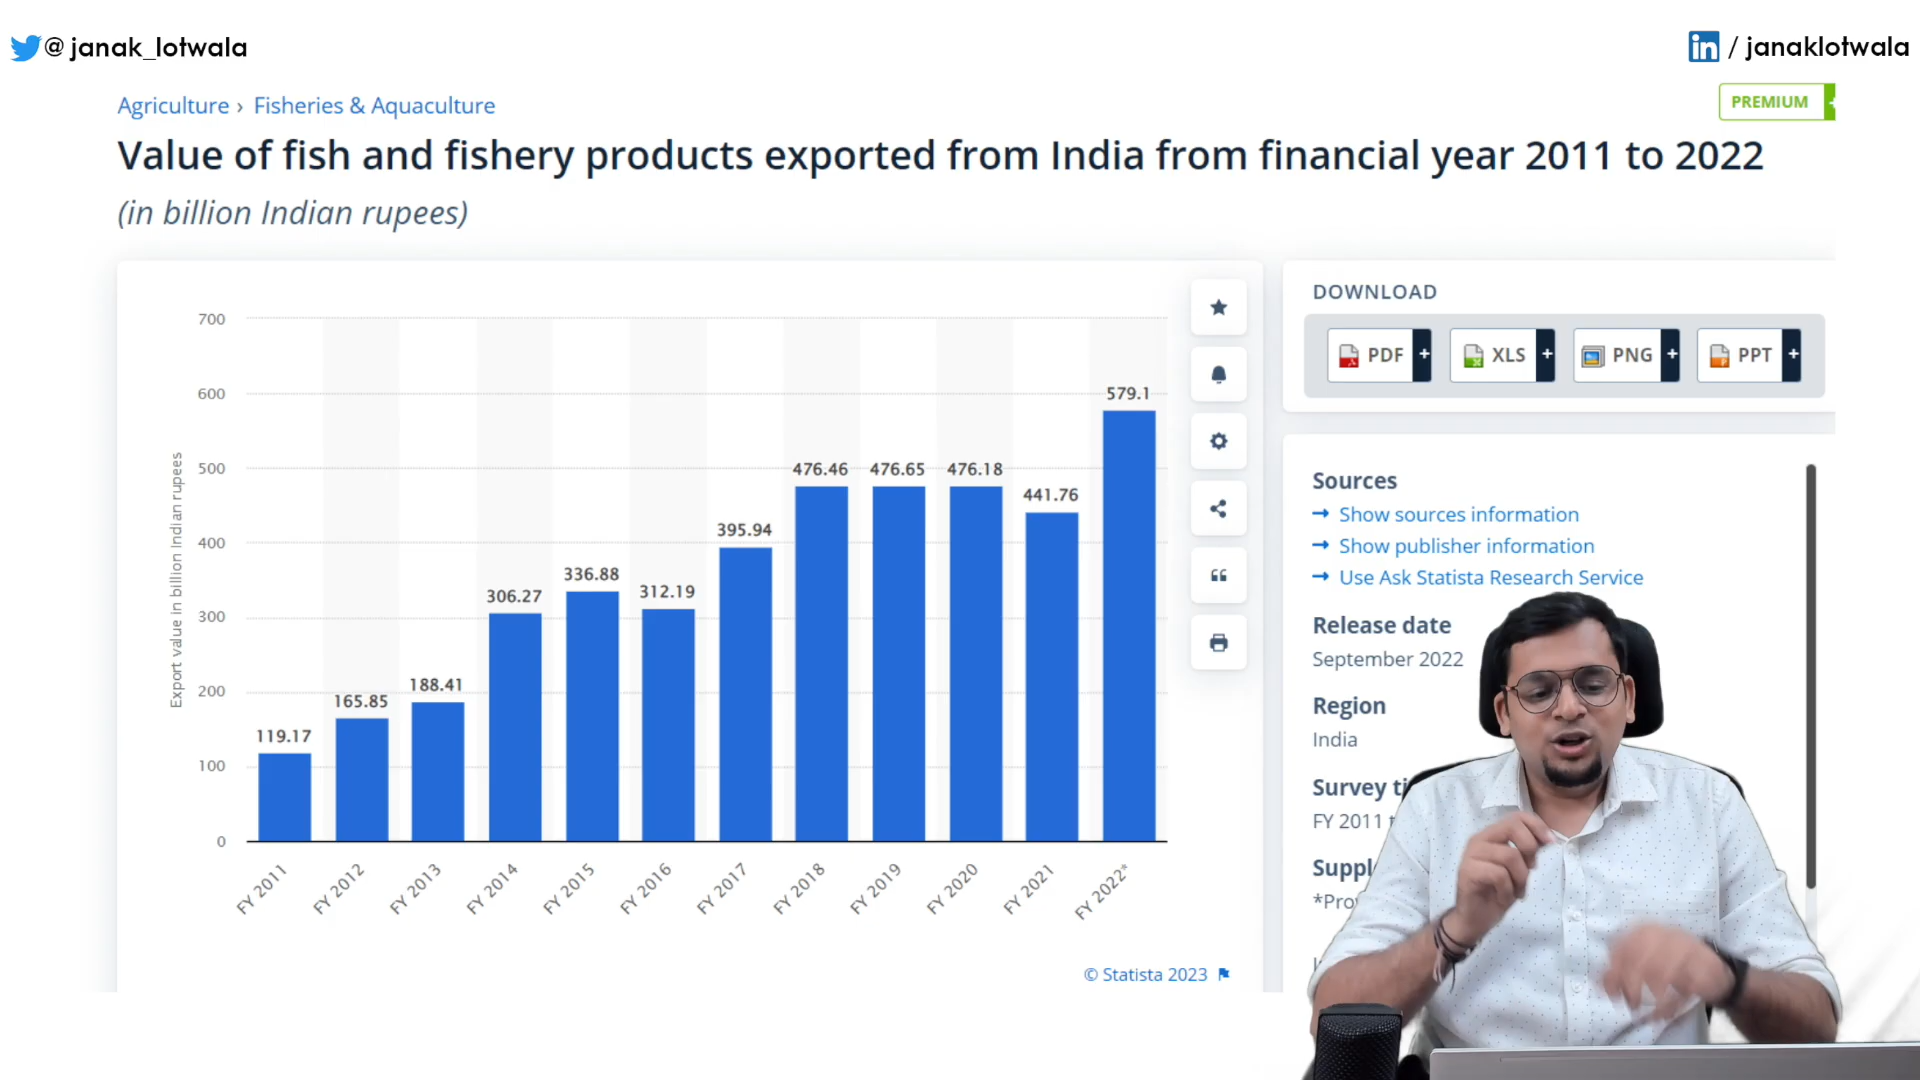 @ janak_lotwala
/ janaklotwala
Agriculture › Fisheries & Aquaculture
PREMIUM
Value of fish and fishery products exported from India from financial year 2011 to 2022
(in billion Indian rupees)
DOWNLOAD
PDF +
XLS +
PNG +
PPT +
Export value in billion Indian rupees
700
600
500
400
300
200
100
0
119.17
165.85
188.41
306.27
336.88
312.19
395.94
476.46
476.65
476.18
441.76
579.1
FY 2011
FY 2012
FY 2013
FY 2014
FY 2015
FY 2016
FY 2017
FY 2018
FY 2019
FY 2020
FY 2021
FY 2022*
© Statista 2023
Sources
→ Show sources information
→ Show publisher information
→ Use Ask Statista Research Service
Release date
September 2022
Region
India
Survey
FY 2011